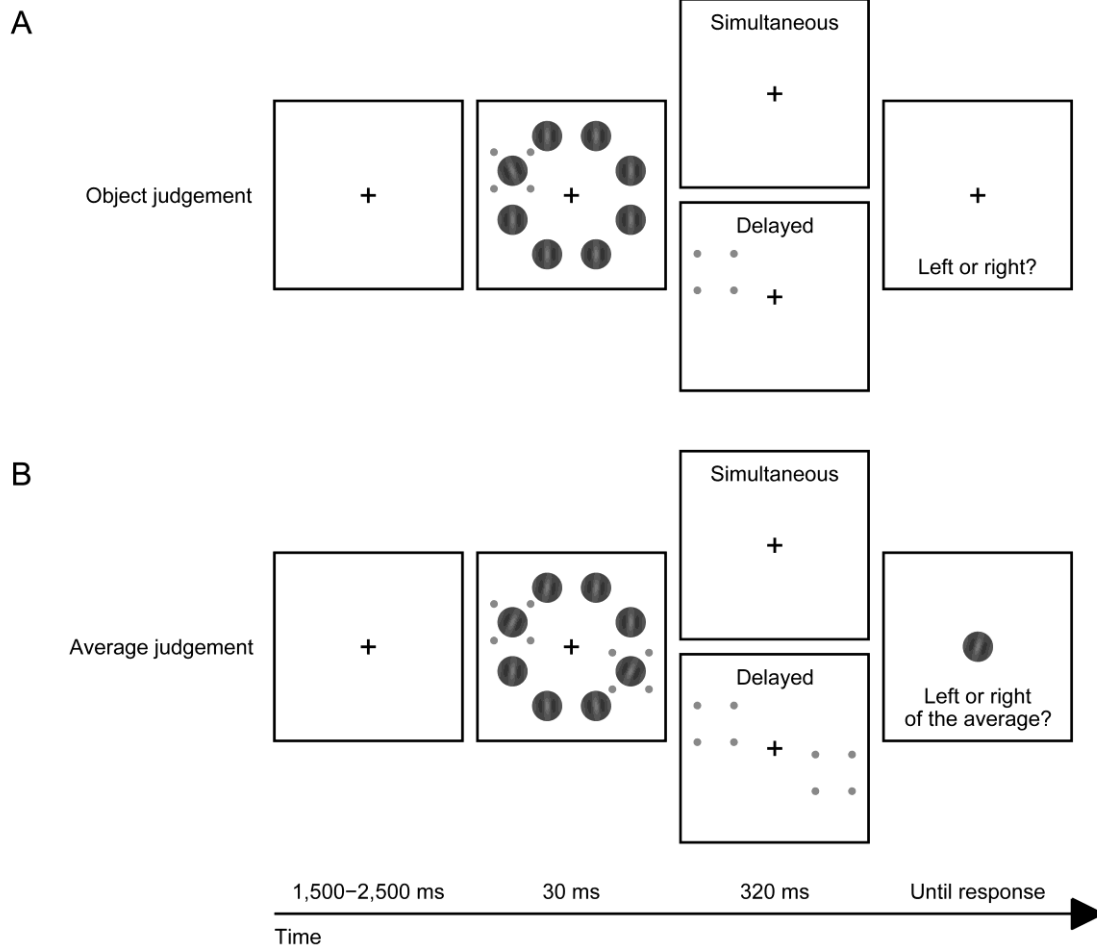 A
Simultaneous
Object judgement
Delayed
Left or right?
B
Simultaneous
Average judgement
Delayed
Left or right
of the average?
1,500−2,500 ms
30 ms
320 ms
Until response
Time